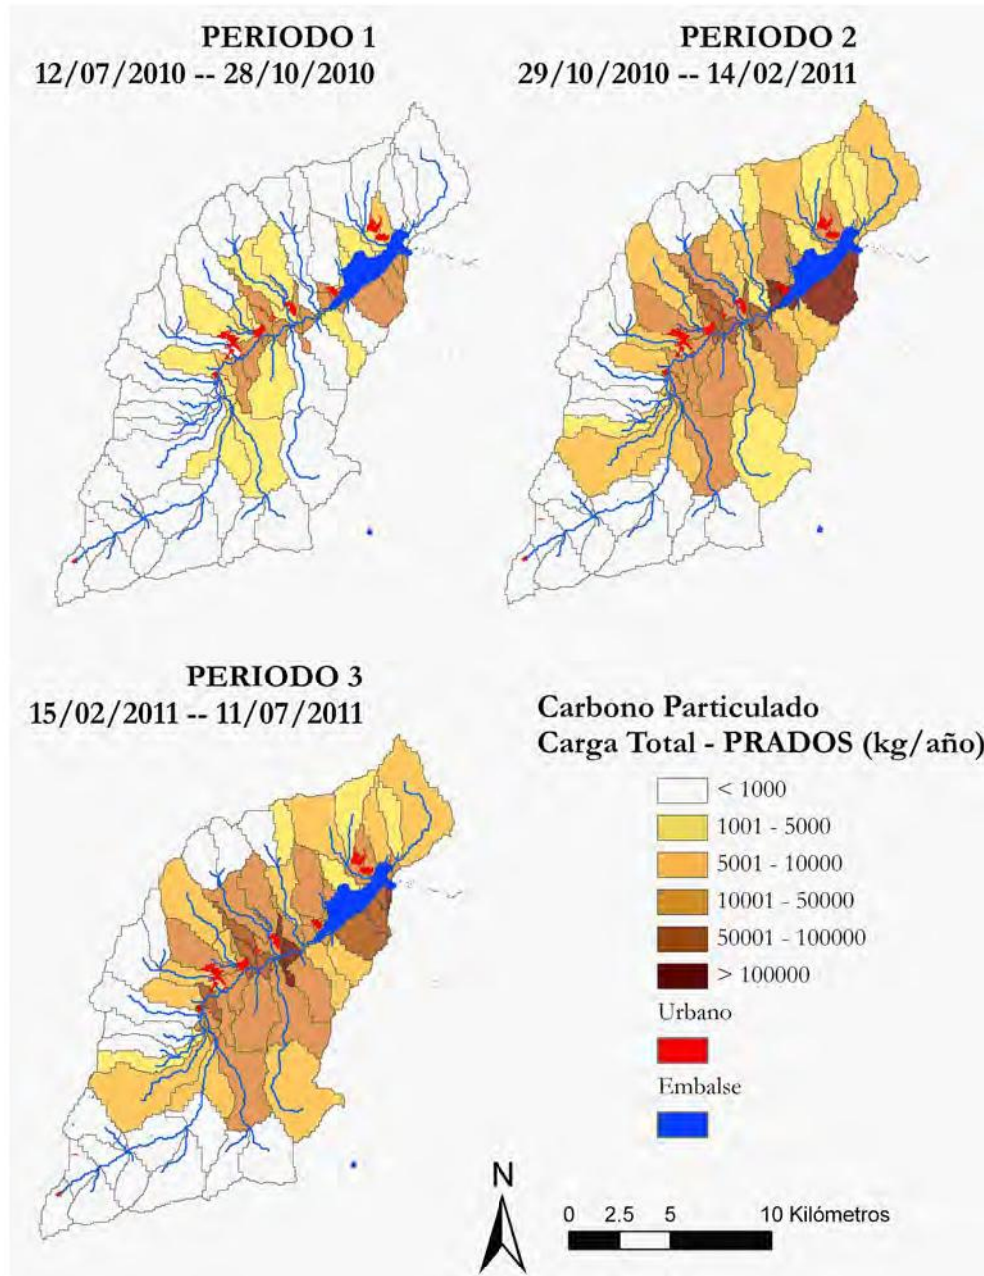 PERIODO 1
12/07/2010 -- 28/10/2010
PERIODO 2
29/10/2010 -- 14/02/2011
PERIODO 3
15/02/2011 -- 11/07/2011
Carbono Particulado
Carga Total - PRADOS (kg/año)
< 1000
1001 - 5000
5001 - 10000
10001 - 50000
50001 - 100000
> 100000
Urbano
Embalse
N
0 2.5 5 10 Kilómetros